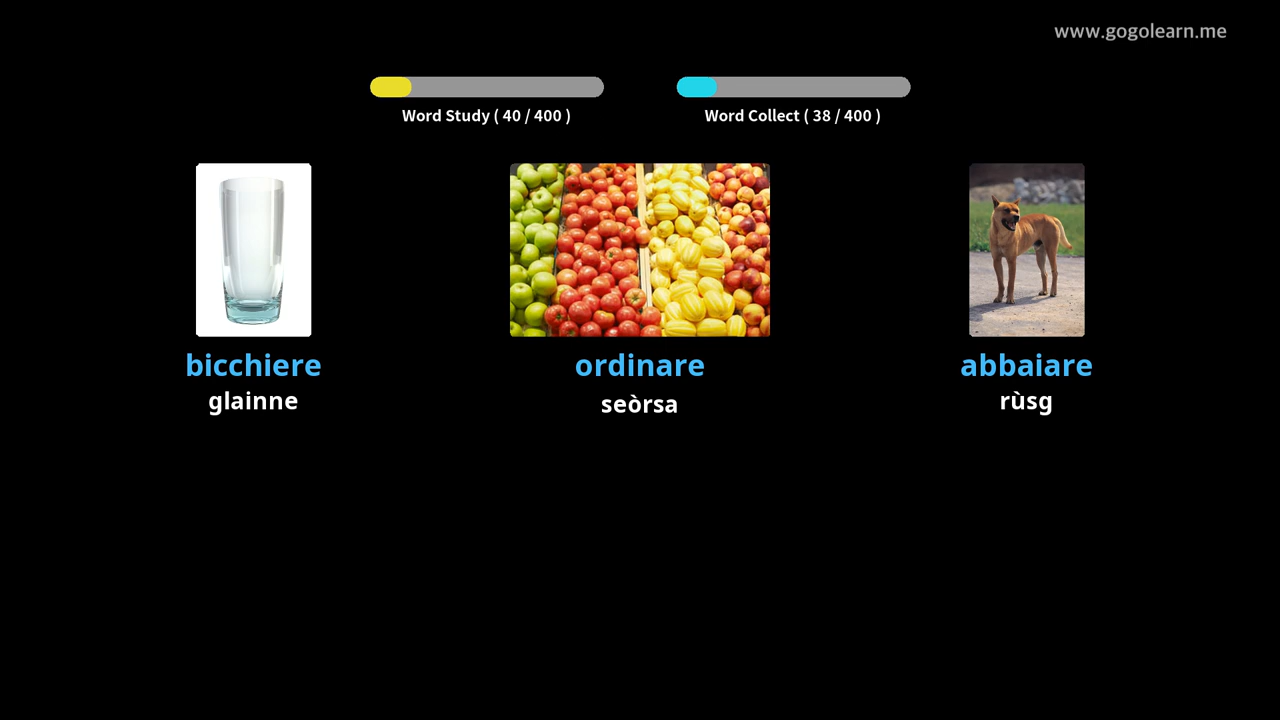 www.gogolearn.me
Word Study ( 40 / 400 )
Word Collect ( 38 / 400 )
bicchiere
glainne
ordinare
seòrsa
abbaiare
rùsg